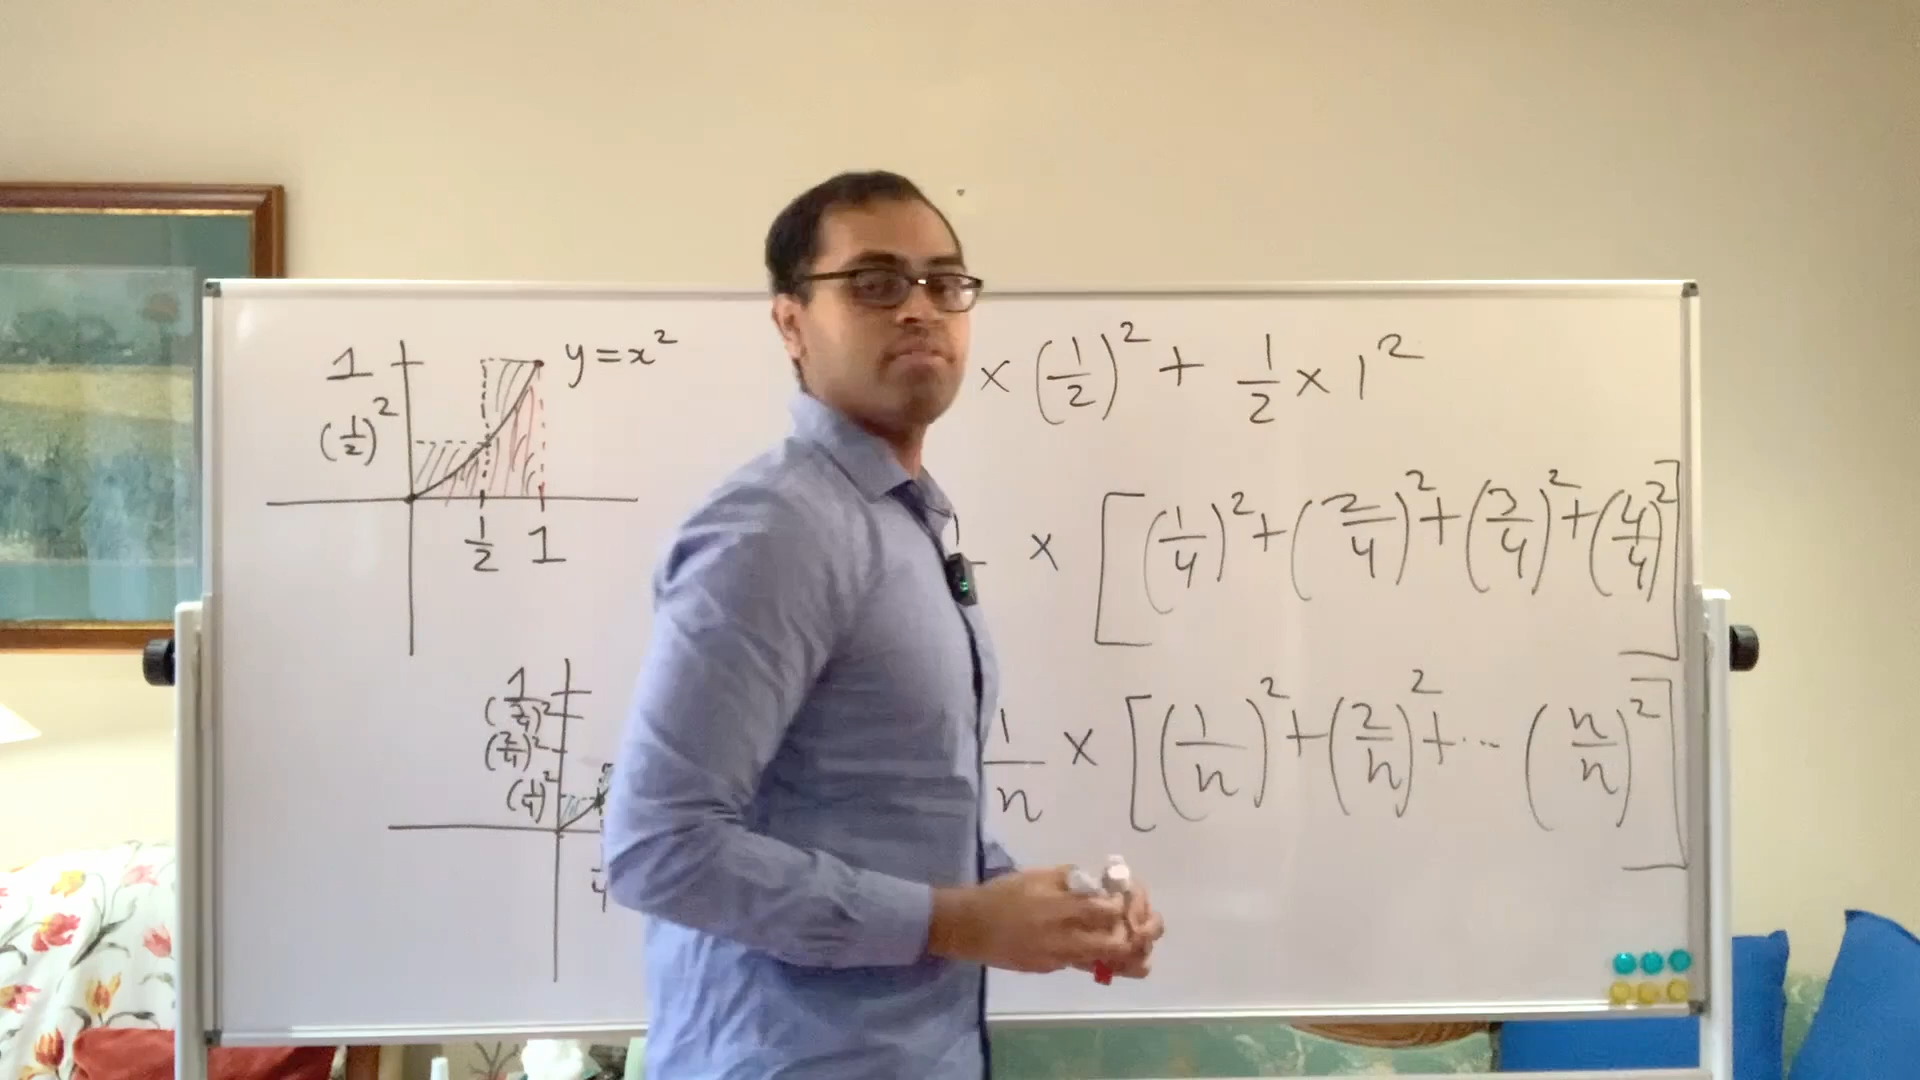 1
y = x²
(1/2)²
1/2 1
× (1/2)² + 1/2 × 1²
× [(1/4)² + (2/4)² + (3/4)² + (4/4)²]
1
(3/4)²
(2/4)²
(1/4)²
1/n × [(1/n)² + (2/n)² + ... (n/n)²]